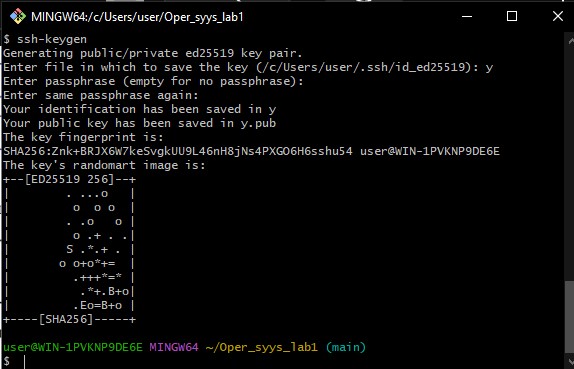 MINGW64:/c/Users/user/Oper_syys_lab1
$ ssh-keygen
Generating public/private ed25519 key pair.
Enter file in which to save the key (/c/Users/user/.ssh/id_ed25519): y
Enter passphrase (empty for no passphrase):
Enter same passphrase again:
Your identification has been saved in y
Your public key has been saved in y.pub
The key fingerprint is:
SHA256:Znk+BRJX6W7keSvgkUU9L46nH8jNs4PXGO6H6sshu54 user@WIN-1PVKNP9DE6E
The key's randomart image is:
+--[ED25519 256]--+
|        . ...o   |
|         o  o o  |
|        . .o   o |
|         o .+ . .|
|        S .*.+ . |
|       o o+o*+=  |
|        .+++*=* |
|         .*+.B+o|
|        .Eo=B+o |
+----[SHA256]-----+
user@WIN-1PVKNP9DE6E MINGW64 ~/Oper_syys_lab1 (main)
$